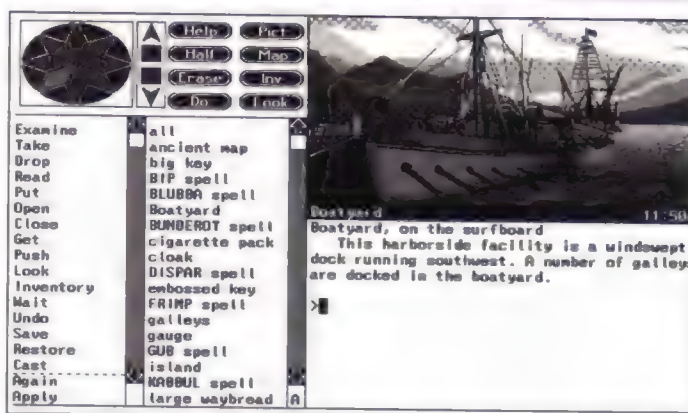 Help
Pict
Half
Map
Erase
Inv
Do
Look
Examine
Take
Drop
Read
Put
Open
Close
Get
Push
Look
Inventory
Wait
Undo
Save
Restore
Cast
Again
Apply
all
ancient map
big key
BIP spell
BLUBBA spell
Boatyard
BUNDEROT spell
cigarette pack
cloak
DISPAR spell
embossed key
FRIMP spell
galleys
gauge
GUB spell
island
KABBUL spell
large waybread
A
Boatyard 11:50
Boatyard, on the surfboard
This harborside facility is a windswept
dock running southwest. A number of galleys
are docked in the boatyard.
>